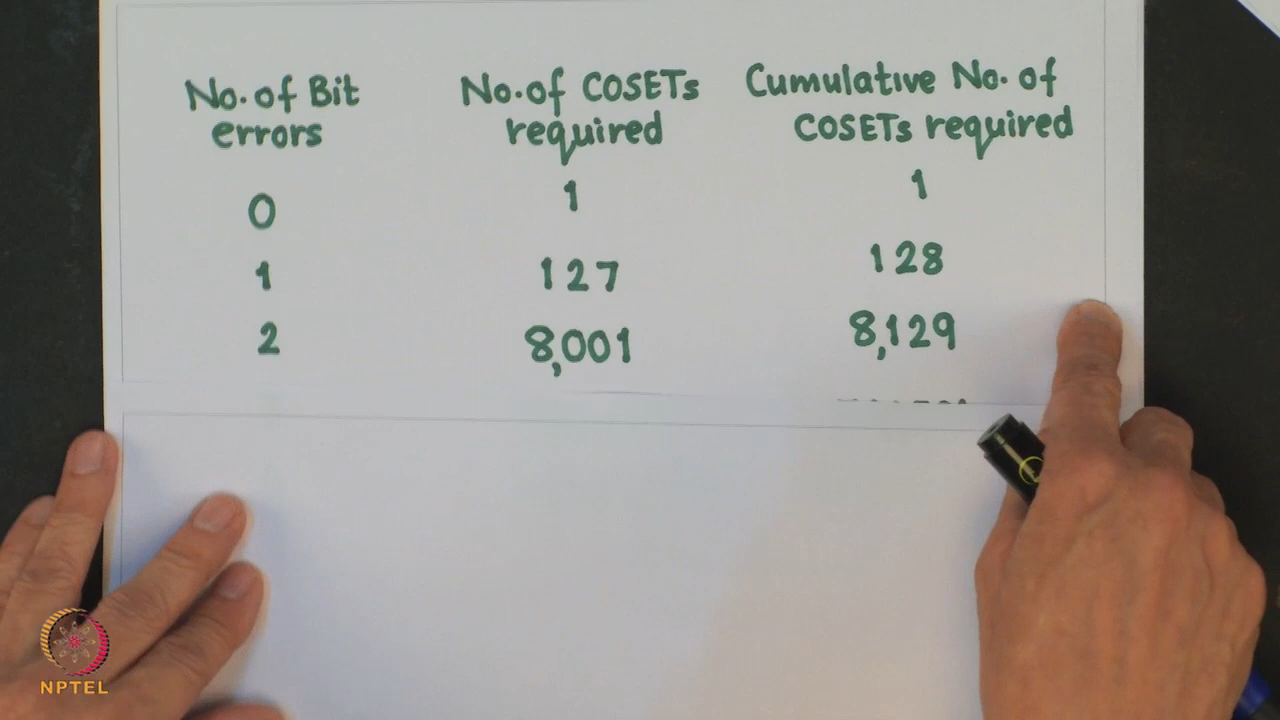 No. of Bit errors
No. of COSETs required
Cumulative No. of COSETs required
0 1 1
1 127 128
2 8,001 8,129
NPTEL